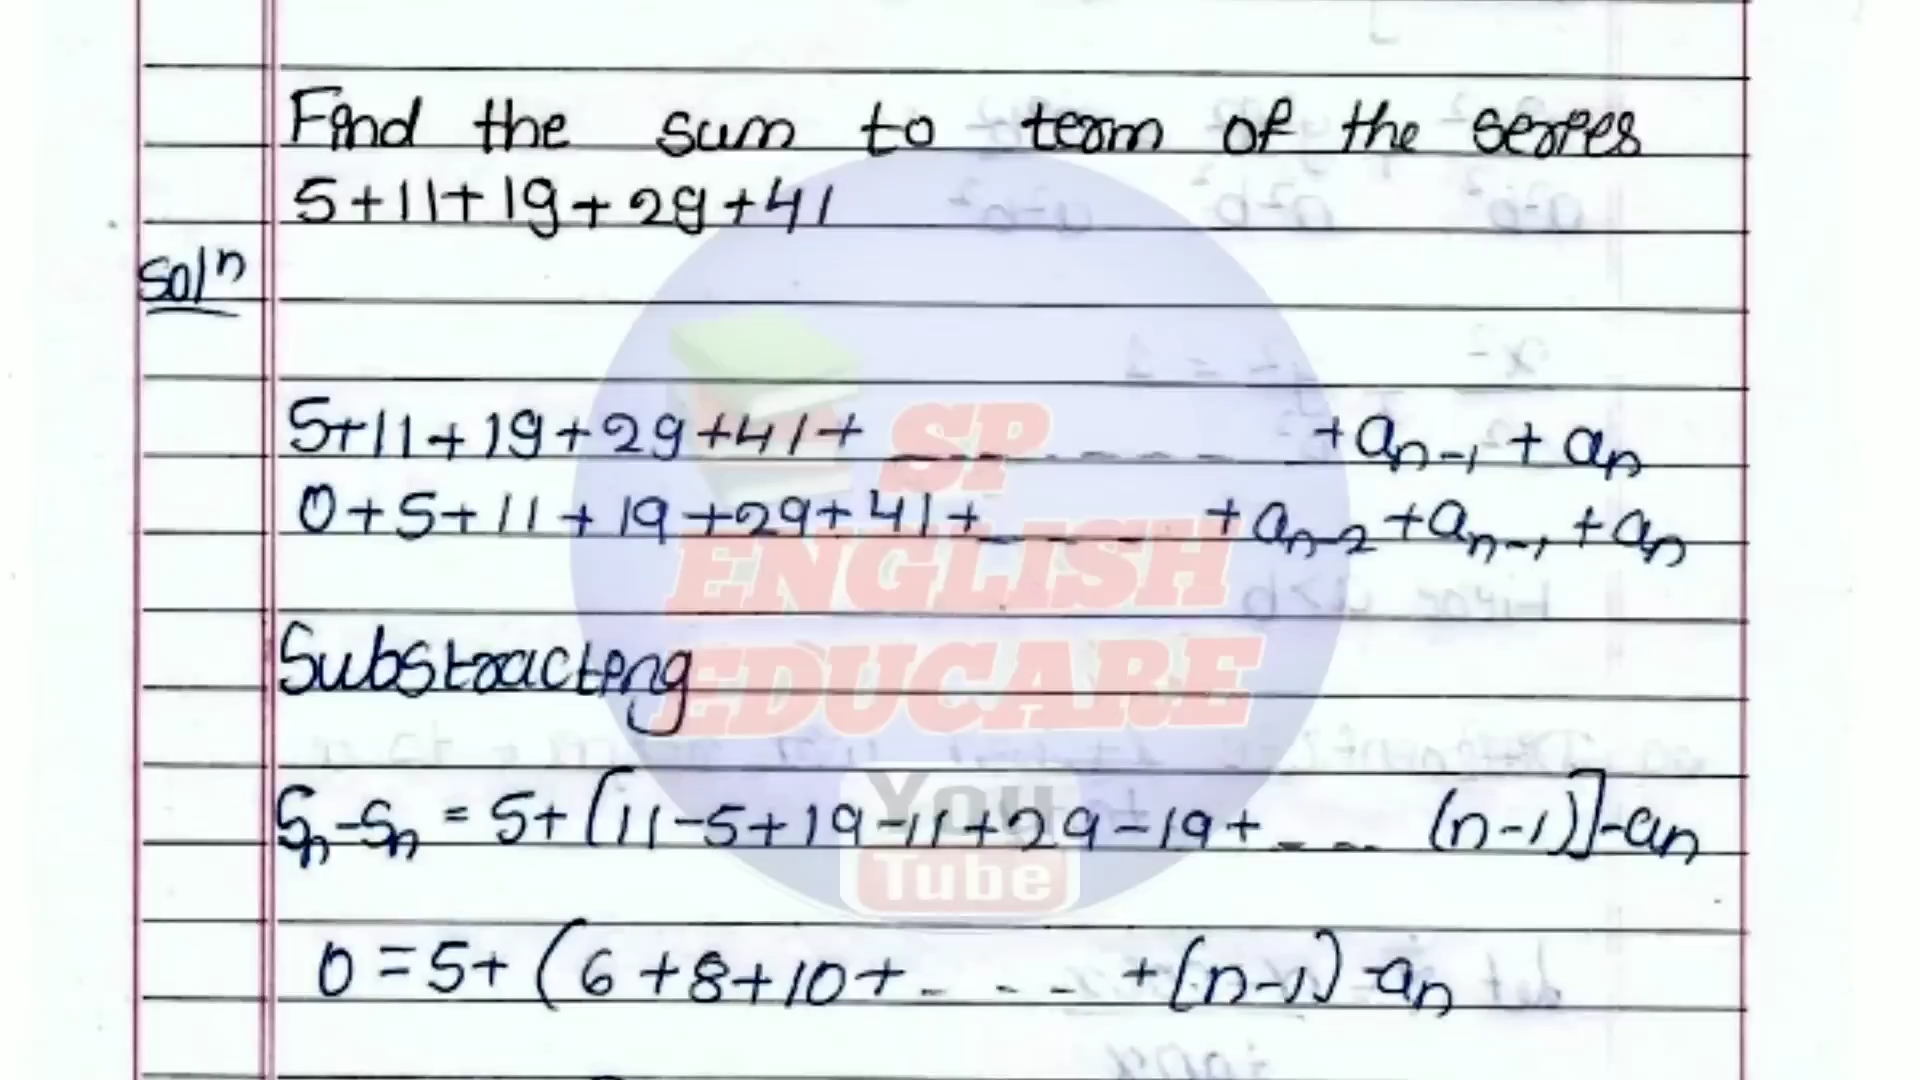 Find the sum to term of the series
5+11+19+29+41
Solⁿ
5+11+19+29+41+ ------- +aₙ₋₁ + aₙ
0+5+11+19+29+41+ ----- +aₙ₋₂ +aₙ₋₁ +aₙ
Substracting
Sₙ-Sₙ = 5+[11-5+19-11+29-19+--- (n-1)]-aₙ
0=5+(6+8+10+---- +(n-1) -aₙ
SP
ENGLISH
EDUCARE
You
Tube